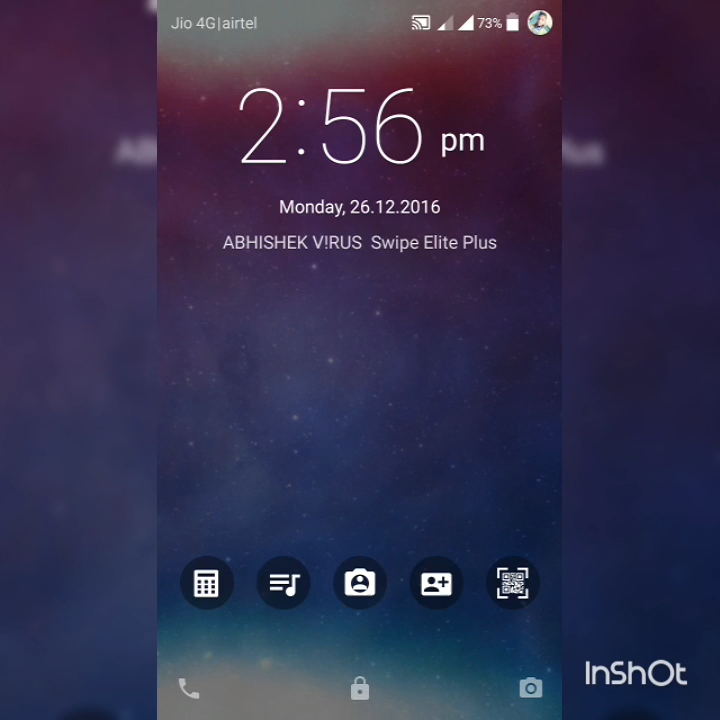 Jio 4G|airtel 73%
2:56 pm
Monday, 26.12.2016
ABHISHEK V!RUS Swipe Elite Plus
InShOt